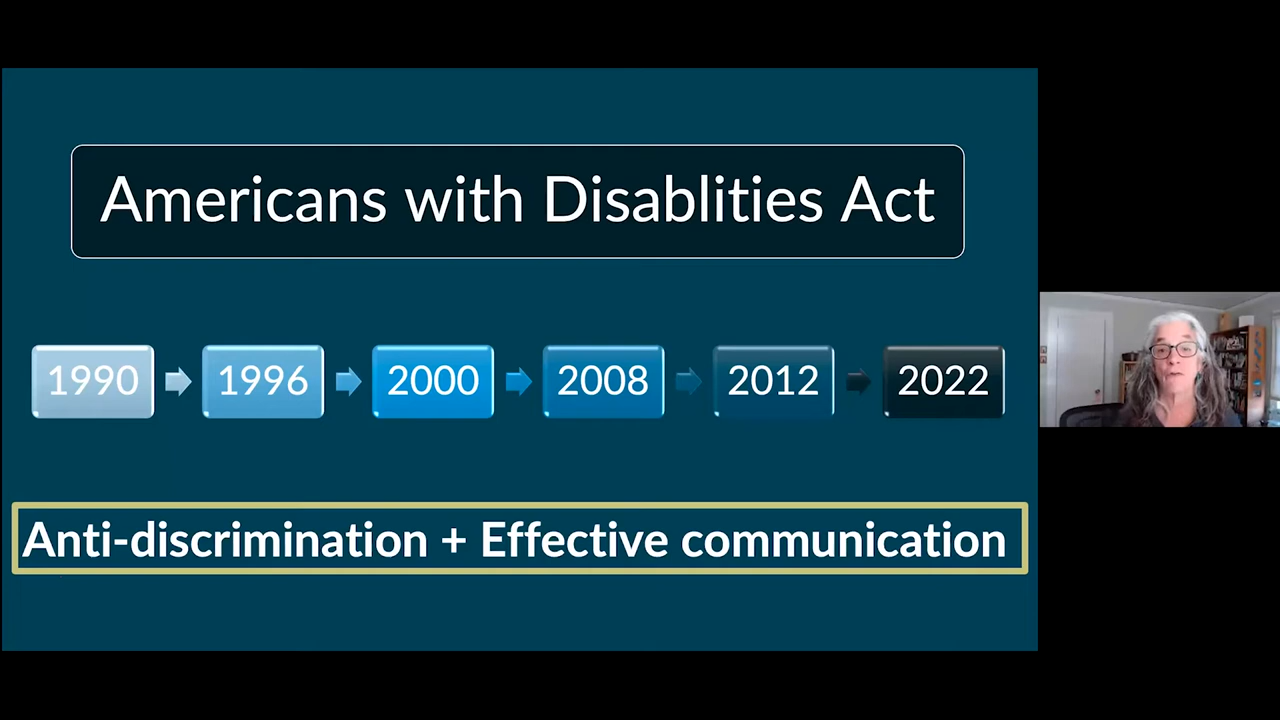 Americans with Disablities Act
1990 1996 2000 2008 2012 2022
Anti-discrimination + Effective communication